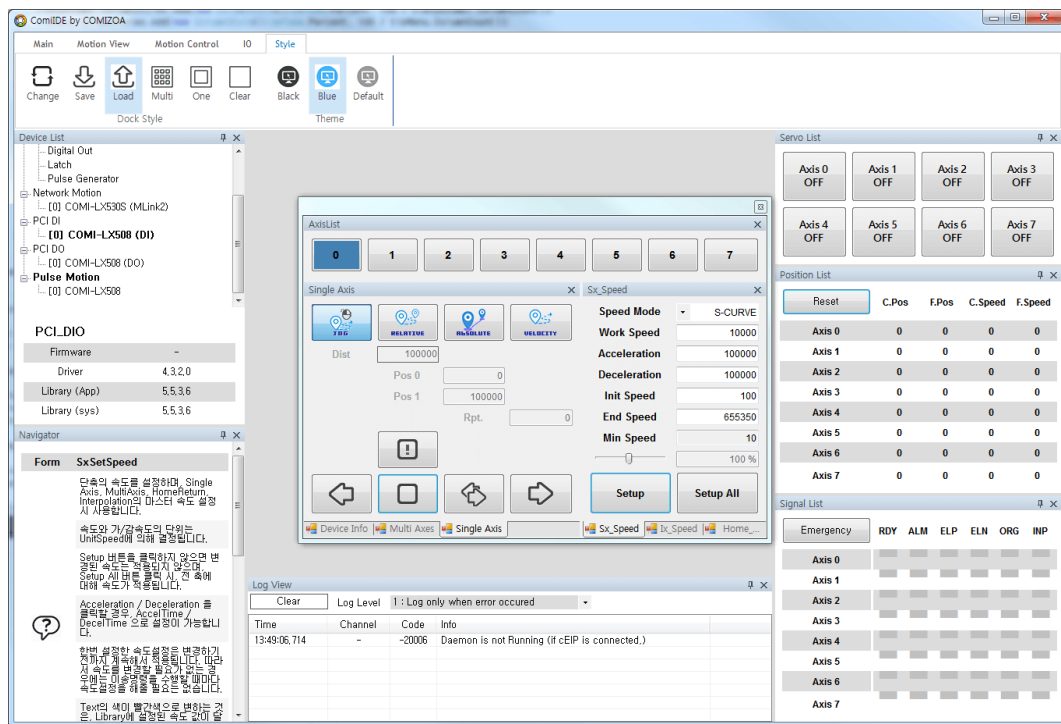 ComiIDE by COMIZOA
Main Motion View Motion Control IO Style
Change Save Load Multi One Clear Black Blue Default
Dock Style Theme
Device List
Digital Out
Latch
Pulse Generator
Network Motion
[0] COMI-LX530S (MLink2)
PCI DI
[0] COMI-LX508 (DI)
PCI DO
[0] COMI-LX508 (DO)
Pulse Motion
[0] COMI-LX508
PCI_DIO
Firmware -
Driver 4,3,2,0
Library (App) 5,5,3,6
Library (sys) 5,5,3,6
Navigator
Form SxSetSpeed
단축의 속도를 설정하며, Single
Axis, MultiAxis, HomeReturn,
Interpolation의 마스터 속도 설정
시 사용합니다.
속도와 가/감속도의 단위는
UnitSpeed에 의해 결정됩니다.
Setup 버튼을 클릭하지 않으면 변
경된 속도는 적용되지 않으며,
Setup All 버튼 클릭 시, 전 축에
대해 속도가 적용됩니다.
Acceleration / Deceleration 를
클릭할 경우, AccelTime /
DecelTime 으로 설정이 가능합니
다.
한번 설정한 속도설정은 변경하기
전까지 계속해서 적용됩니다. 따라
서 속도를 변경할 필요가 없는 경
우에는 이송명령을 수행할 때마다
속도설정을 해줄 필요는 없습니다.
Text의 색이 빨간색으로 변하는 것
은, Library에 설정된 속도 값이 달
AxisList
0 1 2 3 4 5 6 7
Single Axis
JOG RELATIVE ABSOLUTE VELOCITY
Dist 100000
Pos 0 0
Pos 1 100000
Rpt. 0
Device Info Multi Axes Single Axis
Sx_Speed
Speed Mode S-CURVE
Work Speed 10000
Acceleration 100000
Deceleration 100000
Init Speed 100
End Speed 655350
Min Speed 10
100 %
Setup Setup All
Sx_Speed Ix_Speed Home_...
Log View
Clear Log Level 1 : Log only when error occured
Time Channel Code Info
13:49:06,714 - -20006 Daemon is not Running (if cEIP is connected,)
Servo List
Axis 0 Axis 1 Axis 2 Axis 3
OFF OFF OFF OFF
Axis 4 Axis 5 Axis 6 Axis 7
OFF OFF OFF OFF
Position List
Reset C.Pos F.Pos C.Speed F.Speed
Axis 0 0 0 0 0
Axis 1 0 0 0 0
Axis 2 0 0 0 0
Axis 3 0 0 0 0
Axis 4 0 0 0 0
Axis 5 0 0 0 0
Axis 6 0 0 0 0
Axis 7 0 0 0 0
Signal List
Emergency RDY ALM ELP ELN ORG INP
Axis 0
Axis 1
Axis 2
Axis 3
Axis 4
Axis 5
Axis 6
Axis 7